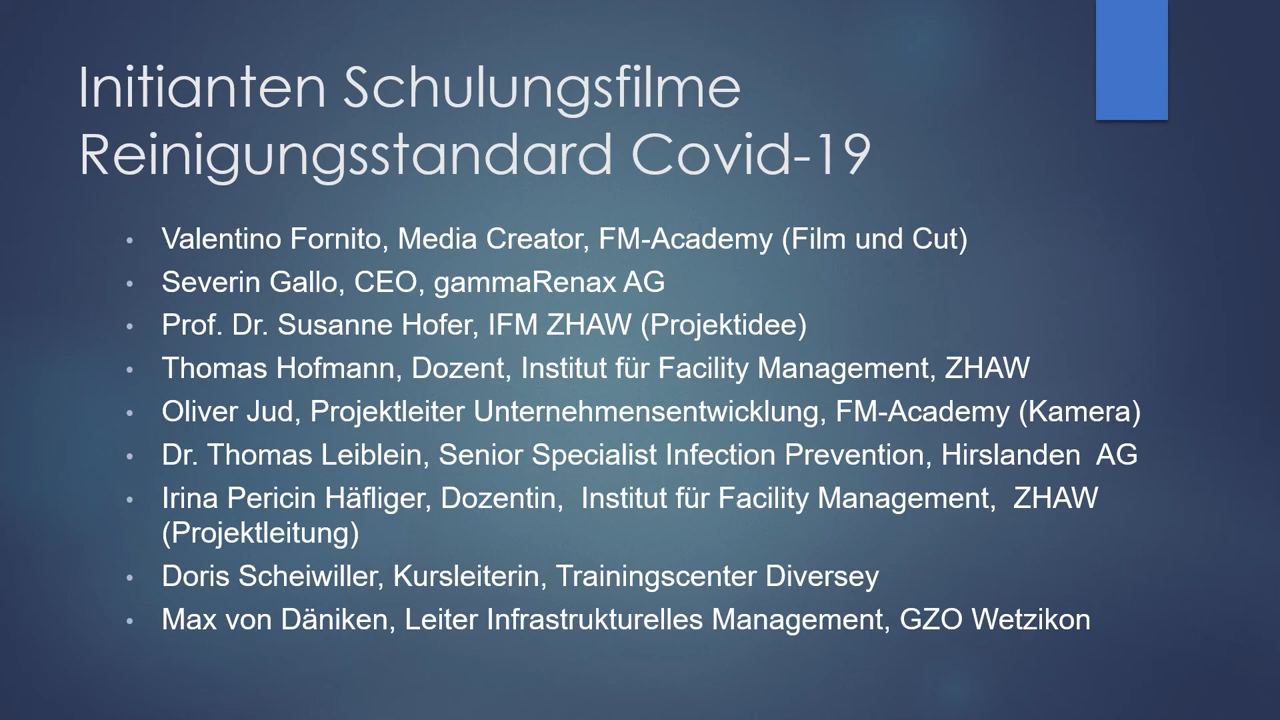 Initianten Schulungsfilme
Reinigungsstandard Covid-19
• Valentino Fornito, Media Creator, FM-Academy (Film und Cut)
• Severin Gallo, CEO, gammaRenax AG
• Prof. Dr. Susanne Hofer, IFM ZHAW (Projektidee)
• Thomas Hofmann, Dozent, Institut für Facility Management, ZHAW
• Oliver Jud, Projektleiter Unternehmensentwicklung, FM-Academy (Kamera)
• Dr. Thomas Leiblein, Senior Specialist Infection Prevention, Hirslanden  AG
• Irina Pericin Häfliger, Dozentin,  Institut für Facility Management,  ZHAW
(Projektleitung)
• Doris Scheiwiller, Kursleiterin, Trainingscenter Diversey
• Max von Däniken, Leiter Infrastrukturelles Management, GZO Wetzikon